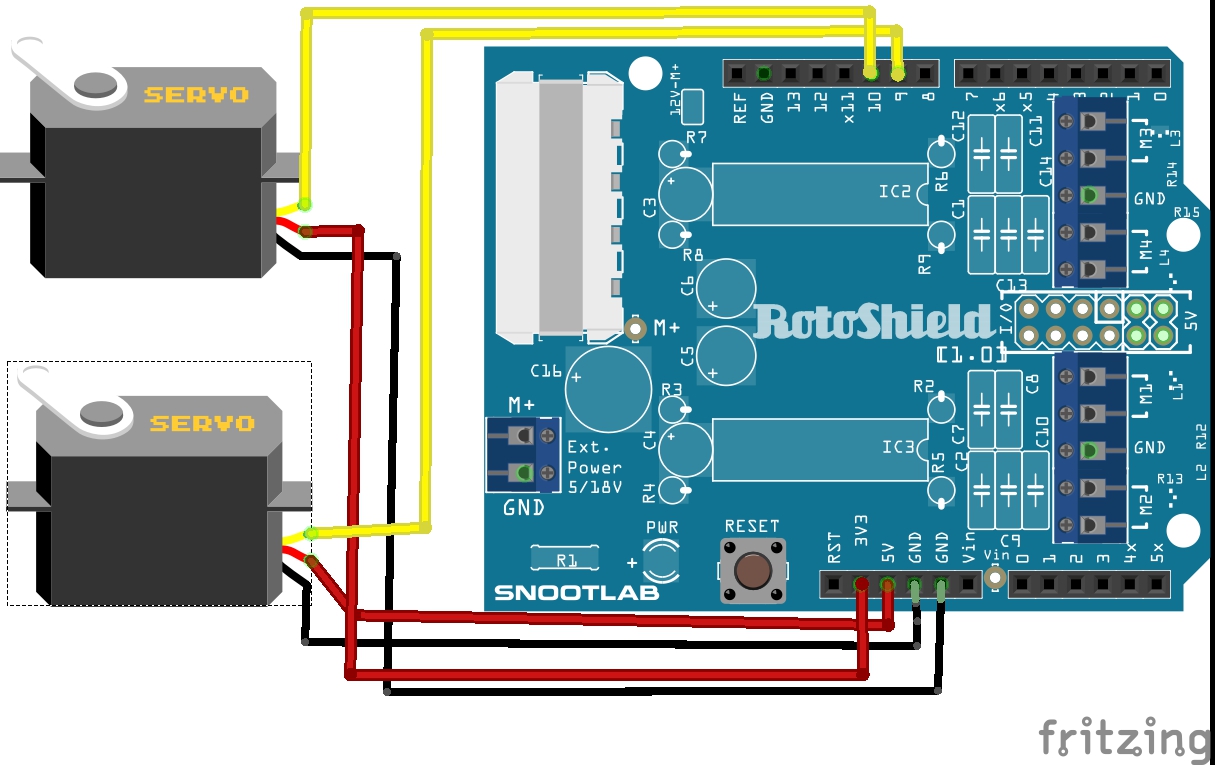 SERVO
SERVO
12V-M+
REF
GND
13
12
x11
10
9
8
7
x6
x5
4
3
2
1
0
R7
C3
R8
IC2
R6
R9
C12
C11
C14
C1
C13
M3
L3
R14
GND
R15
M4
L4
C6
C5
M+
RotoShield
[1.0]
I/O
5V
C16
M+
Ext.
Power
5/18V
GND
R3
C4
R4
IC3
R2
R5
C7
C2
C8
C10
C9
M1
L1
GND
R12
L2
R13
M2
PWR
+
R1
RESET
SNOOTLAB
RST
3V3
5V
GND
GND
Vin
Vin
0
1
2
3
4x
5x
fritzing